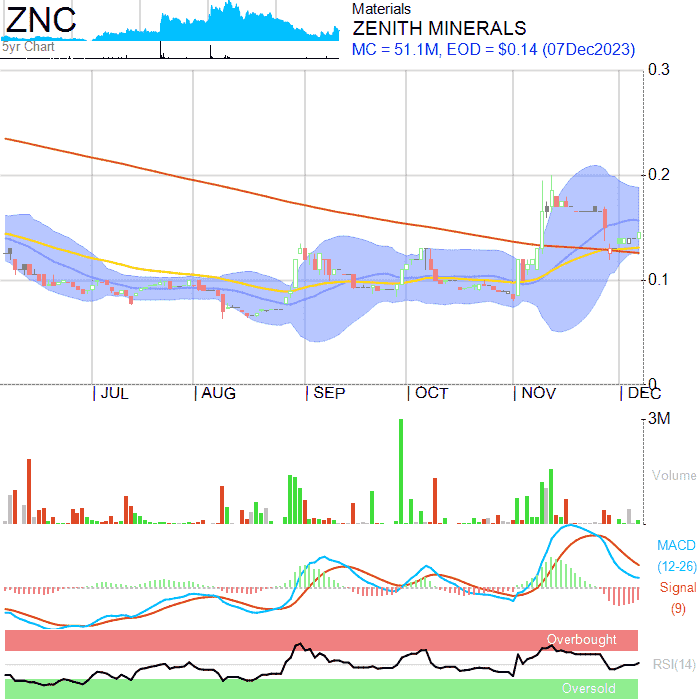 ZNC
5yr Chart
Materials
ZENITH MINERALS
MC = 51.1M, EOD = $0.14 (07Dec2023)
0.3
0.2
0.1
0
JUL AUG SEP OCT NOV DEC
3M
Volume
MACD
(12-26)
Signal
(9)
Overbought
RSI(14)
Oversold